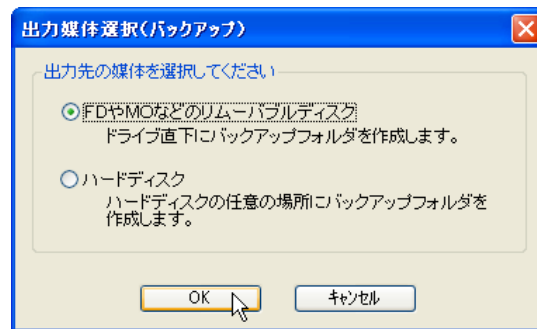 出力媒体選択(バックアップ)
出力先の媒体を選択してください
FDやMOなどのリムーバブルディスク
ドライブ直下にバックアップフォルダを作成します。
ハードディスク
ハードディスクの任意の場所にバックアップフォルダを
作成します。
OK
キャンセル